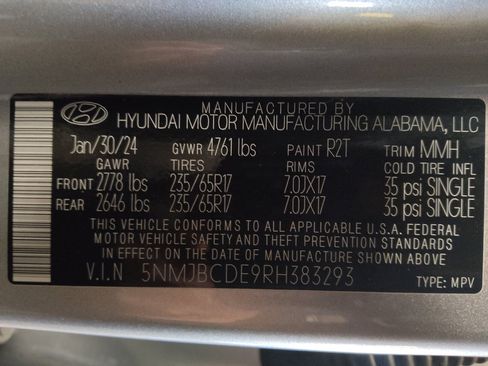 MANUFACTURED BY
HYUNDAI MOTOR MANUFACTURING ALABAMA, LLC
Jan/30/24 GVWR 4761 lbs PAINT R2T TRIM MMH
GAWR TIRES RIMS COLD TIRE INFL
FRONT 2778 lbs 235/65R17 7.0JX17 35 psi SINGLE
REAR 2646 lbs 235/65R17 7.0JX17 35 psi SINGLE
THIS VEHICLE CONFORMS TO ALL APPLICABLE U.S.A. FEDERAL
MOTOR VEHICLE SAFETY AND THEFT PREVENTION STANDARDS
IN EFFECT ON THE DATE OF MANUFACTURE SHOWN ABOVE.
V.I.N 5NMJBCDE9RH383293 TYPE: MPV